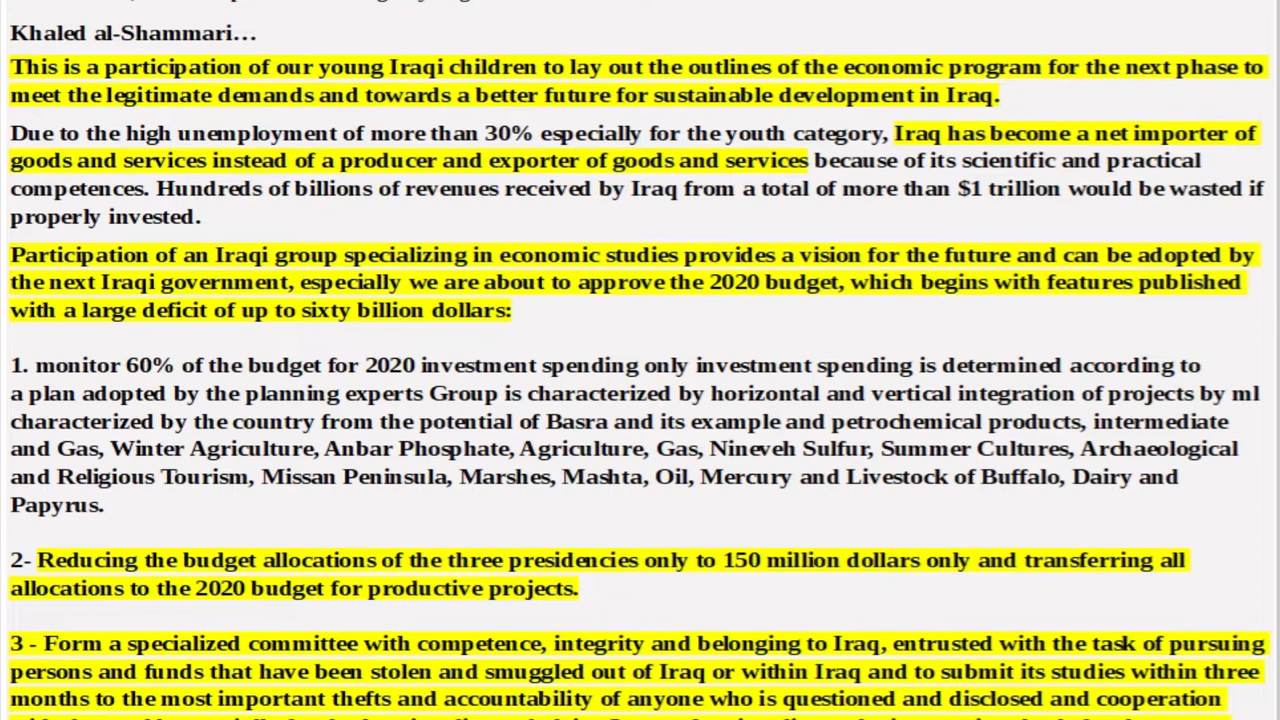 Khaled al-Shammari…
This is a participation of our young Iraqi children to lay out the outlines of the economic program for the next phase to
meet the legitimate demands and towards a better future for sustainable development in Iraq.
Due to the high unemployment of more than 30% especially for the youth category, Iraq has become a net importer of
goods and services instead of a producer and exporter of goods and services because of its scientific and practical
competences. Hundreds of billions of revenues received by Iraq from a total of more than $1 trillion would be wasted if
properly invested.
Participation of an Iraqi group specializing in economic studies provides a vision for the future and can be adopted by
the next Iraqi government, especially we are about to approve the 2020 budget, which begins with features published
with a large deficit of up to sixty billion dollars:
1. monitor 60% of the budget for 2020 investment spending only investment spending is determined according to
a plan adopted by the planning experts Group is characterized by horizontal and vertical integration of projects by ml
characterized by the country from the potential of Basra and its example and petrochemical products, intermediate
and Gas, Winter Agriculture, Anbar Phosphate, Agriculture, Gas, Nineveh Sulfur, Summer Cultures, Archaeological
and Religious Tourism, Missan Peninsula, Marshes, Mashta, Oil, Mercury and Livestock of Buffalo, Dairy and
Papyrus.
2- Reducing the budget allocations of the three presidencies only to 150 million dollars only and transferring all
allocations to the 2020 budget for productive projects.
3 - Form a specialized committee with competence, integrity and belonging to Iraq, entrusted with the task of pursuing
persons and funds that have been stolen and smuggled out of Iraq or within Iraq and to submit its studies within three
months to the most important thefts and accountability of anyone who is questioned and disclosed and cooperation